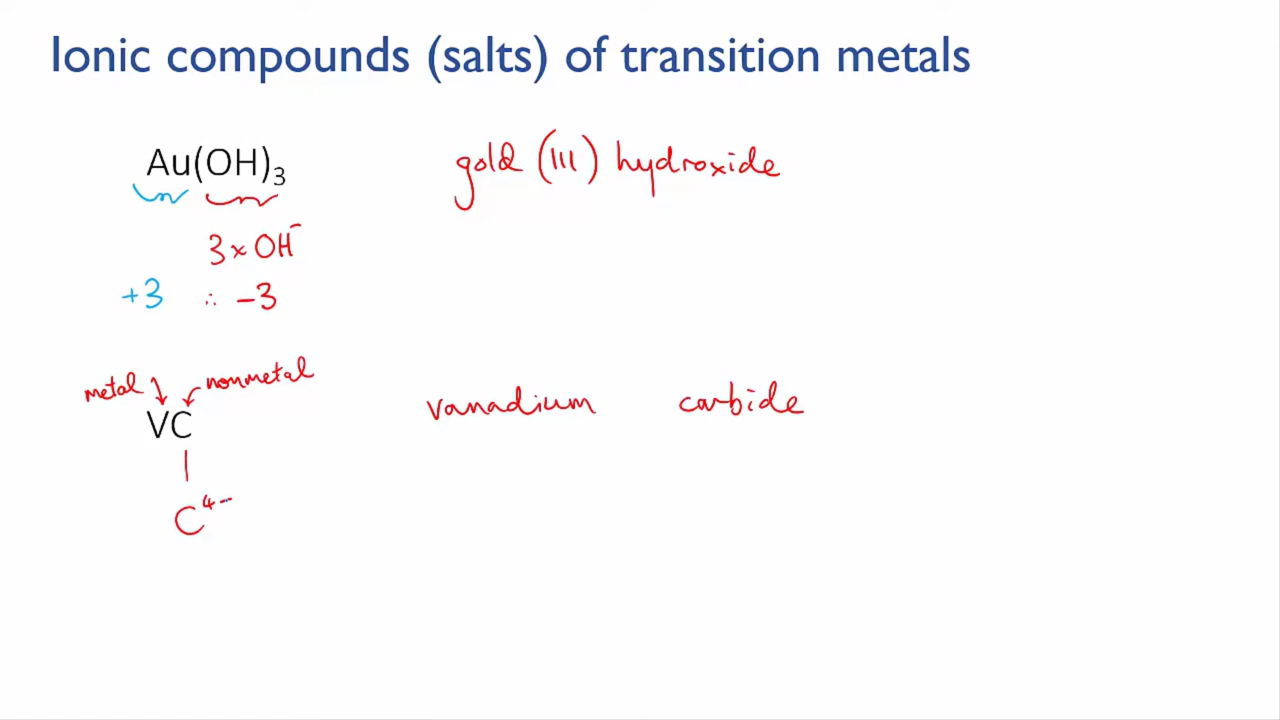 Ionic compounds (salts) of transition metals
Au(OH)₃ gold (III) hydroxide
3 x OH⁻
+3 ∴ -3
metal nonmetal
VC vanadium carbide
C⁴⁻